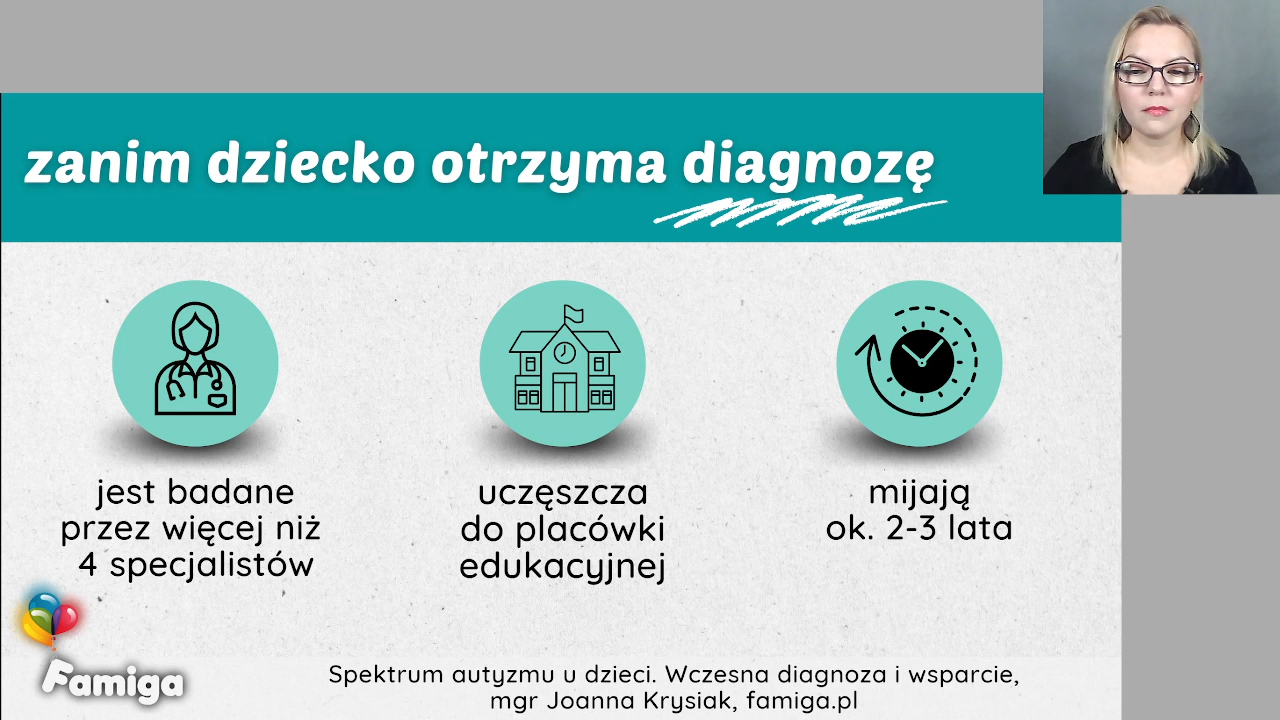 zanim dziecko otrzyma diagnozę
jest badane
przez więcej niż
4 specjalistów
uczęszcza
do placówki
edukacyjnej
mijają
ok. 2-3 lata
Famiga
Spektrum autyzmu u dzieci. Wczesna diagnoza i wsparcie,
mgr Joanna Krysiak, famiga.pl